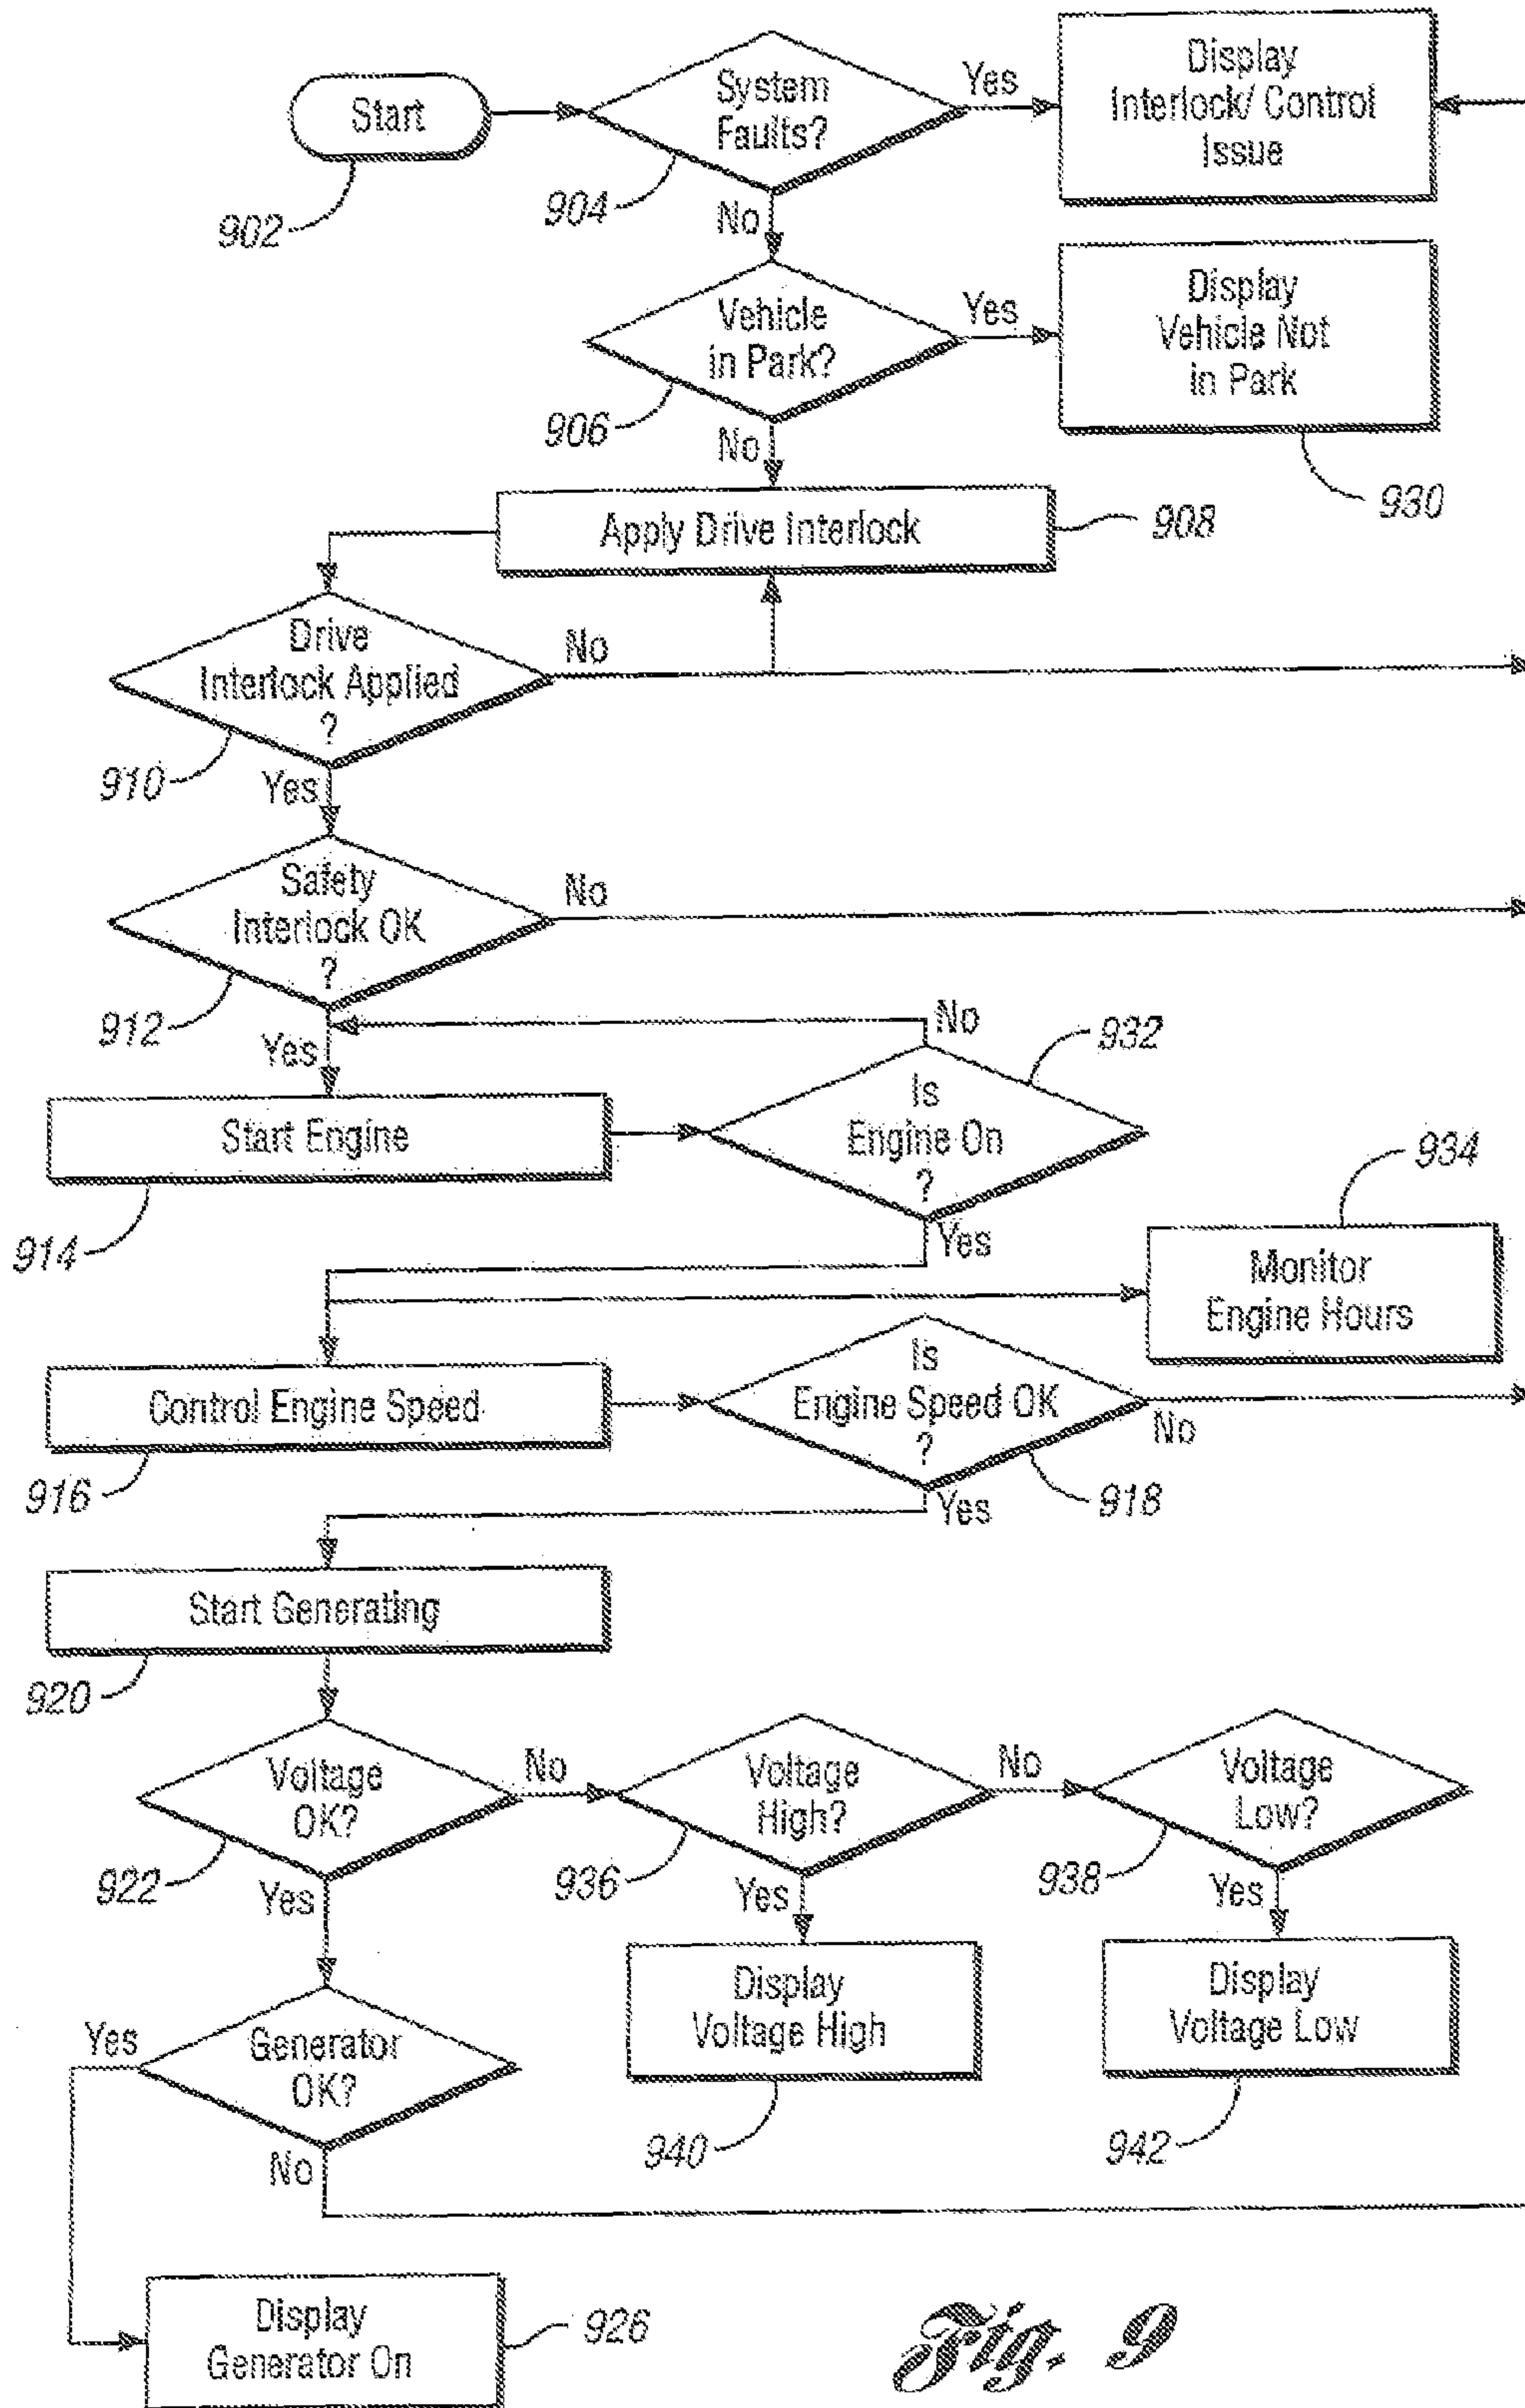 Start
902
System
Faults?
904
Yes
No
Display
Interlock/ Control
Issue
Vehicle
in Park?
906
Yes
No
Display
Vehicle Not
in Park
930
Apply Drive Interlock
908
Drive
Interlock Applied
?
910
No
Yes
Safety
Interlock OK
?
912
No
Yes
Start Engine
914
Is
Engine On
?
932
No
Yes
Monitor
Engine Hours
934
Control Engine Speed
916
Is
Engine Speed OK
?
918
No
Yes
Start Generating
920
Voltage
OK?
922
No
Yes
Voltage
High?
936
No
Yes
Voltage
Low?
938
Yes
Display
Voltage High
940
Display
Voltage Low
942
Generator
OK?
Yes
No
Display
Generator On
926
Fig. 9